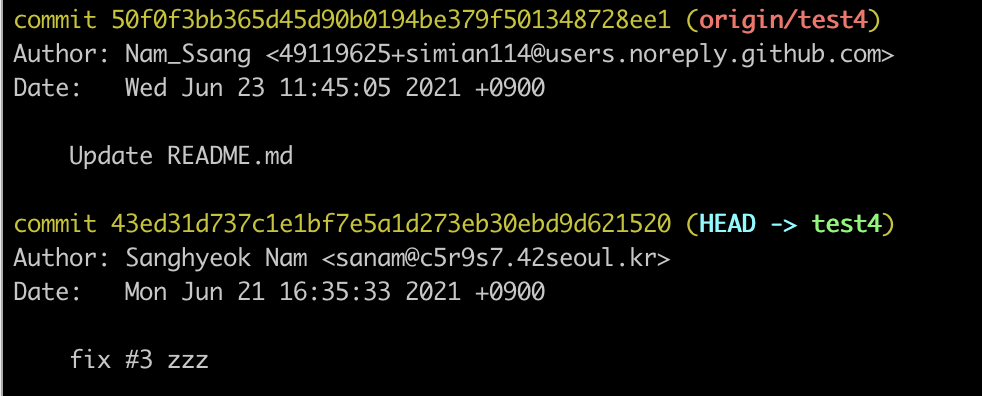 commit 50f0f3bb365d45d90b0194be379f501348728ee1 (origin/test4)
Author: Nam_Ssang <49119625+simian114@users.noreply.github.com>
Date:   Wed Jun 23 11:45:05 2021 +0900
    Update README.md
commit 43ed31d737c1e1bf7e5a1d273eb30ebd9d621520 (HEAD -> test4)
Author: Sanghyeok Nam <sanam@c5r9s7.42seoul.kr>
Date:   Mon Jun 21 16:35:33 2021 +0900
    fix #3 zzz